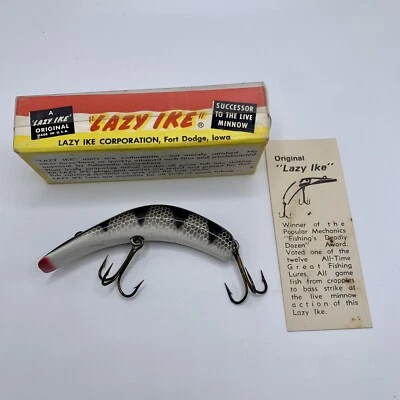 A
"LAZY IKE"
ORIGINAL
MADE IN U.S.A.
"LAZY IKE"®
SUCCESSOR
TO THE LIVE
MINNOW
LAZY IKE CORPORATION, Fort Dodge, Iowa
"LAZY IKE"
Original
"Lazy Ike"
Winner of the
Popular Mechanics
"Fishing's Deadly
Dozen" Award.
Voted one of the
twelve All-Time
Great Fishing
Lures. All game
fish from croppies
to bass strike at
the live minnow
action of this
Lazy Ike.